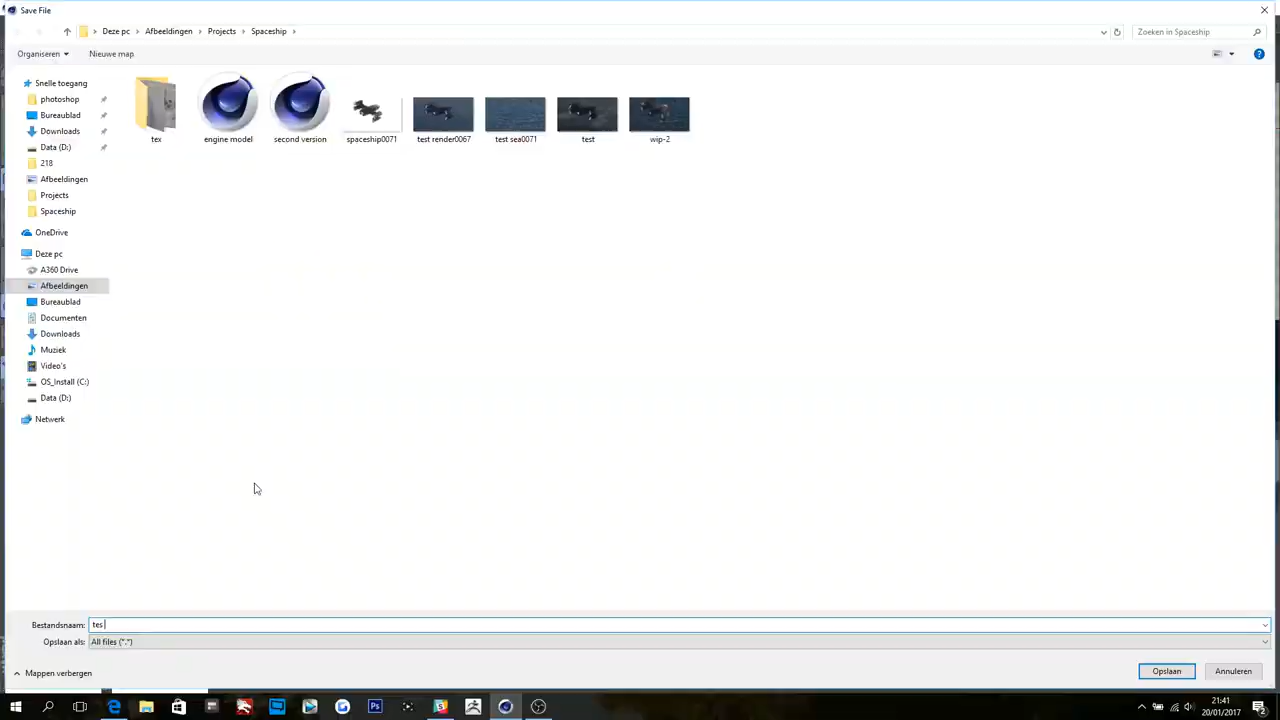 Save File
Deze pc > Afbeeldingen > Projects > Spaceship >
Zoeken in Spaceship
Organiseren
Nieuwe map
Snelle toegang
photoshop
Bureaublad
Downloads
Data (D:)
218
Afbeeldingen
Projects
Spaceship
OneDrive
Deze pc
A360 Drive
Afbeeldingen
Bureaublad
Documenten
Downloads
Muziek
Video's
OS_Install (C:)
Data (D:)
Netwerk
tex
engine model
second version
spaceship0071
test render0067
test sea0071
test
wip-2
Bestandsnaam: tes
Opslaan als: All files (*.*)
Mappen verbergen
Opslaan
Annuleren
21:41
20/01/2017